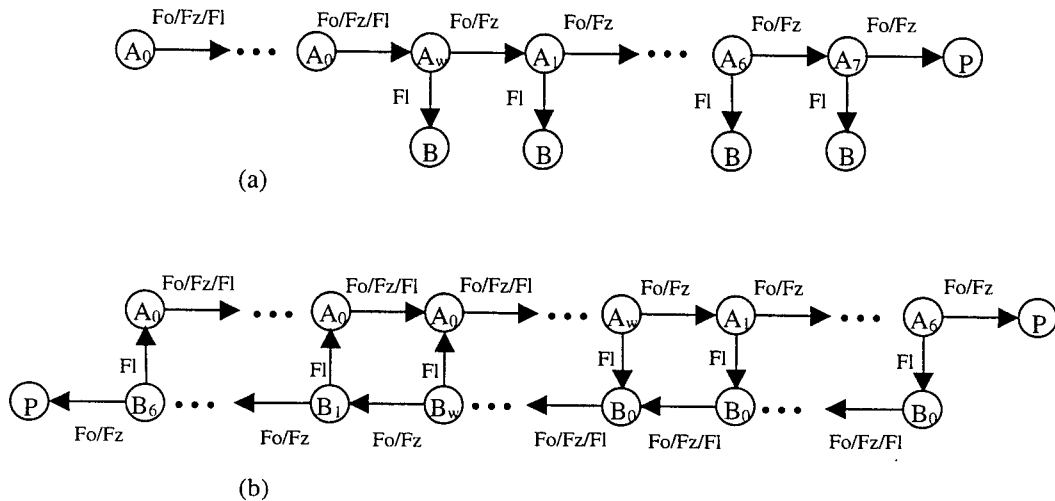 Fo/Fz/Fl Fo/Fz/Fl Fo/Fz Fo/Fz Fo/Fz Fo/Fz
A0 ••• A0 Aw A1 ••• A6 A7 P
Fl Fl Fl Fl
B B B B
(a)
Fo/Fz/Fl Fo/Fz/Fl Fo/Fz/Fl Fo/Fz Fo/Fz Fo/Fz
A0 ••• A0 A0 ••• Aw A1 ••• A6 P
Fl Fl Fl Fl Fl Fl
P B6 ••• B1 Bw ••• B0 B0 ••• B0
Fo/Fz Fo/Fz Fo/Fz Fo/Fz/Fl Fo/Fz/Fl Fo/Fz/Fl
(b)